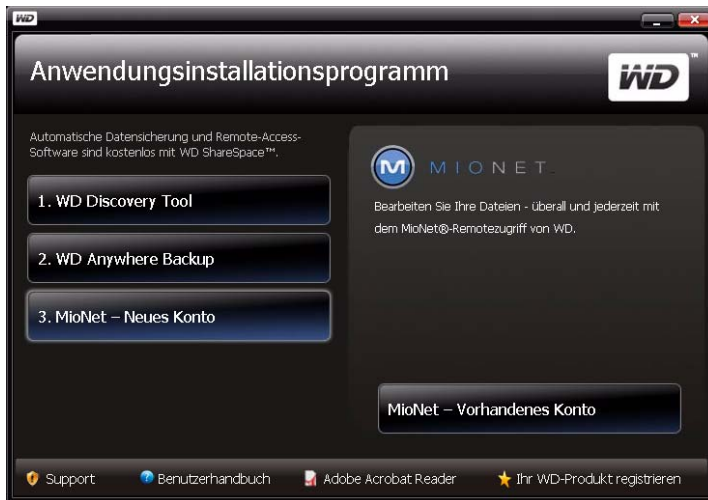 WD
Anwendungsinstallationsprogramm
WD™
Automatische Datensicherung und Remote-Access-
Software sind kostenlos mit WD ShareSpace™.
1. WD Discovery Tool
2. WD Anywhere Backup
3. MioNet – Neues Konto
M MIONET™
Bearbeiten Sie Ihre Dateien - überall und jederzeit mit
dem MioNet®-Remotezugriff von WD.
MioNet – Vorhandenes Konto
Support
Benutzerhandbuch
Adobe Acrobat Reader
Ihr WD-Produkt registrieren